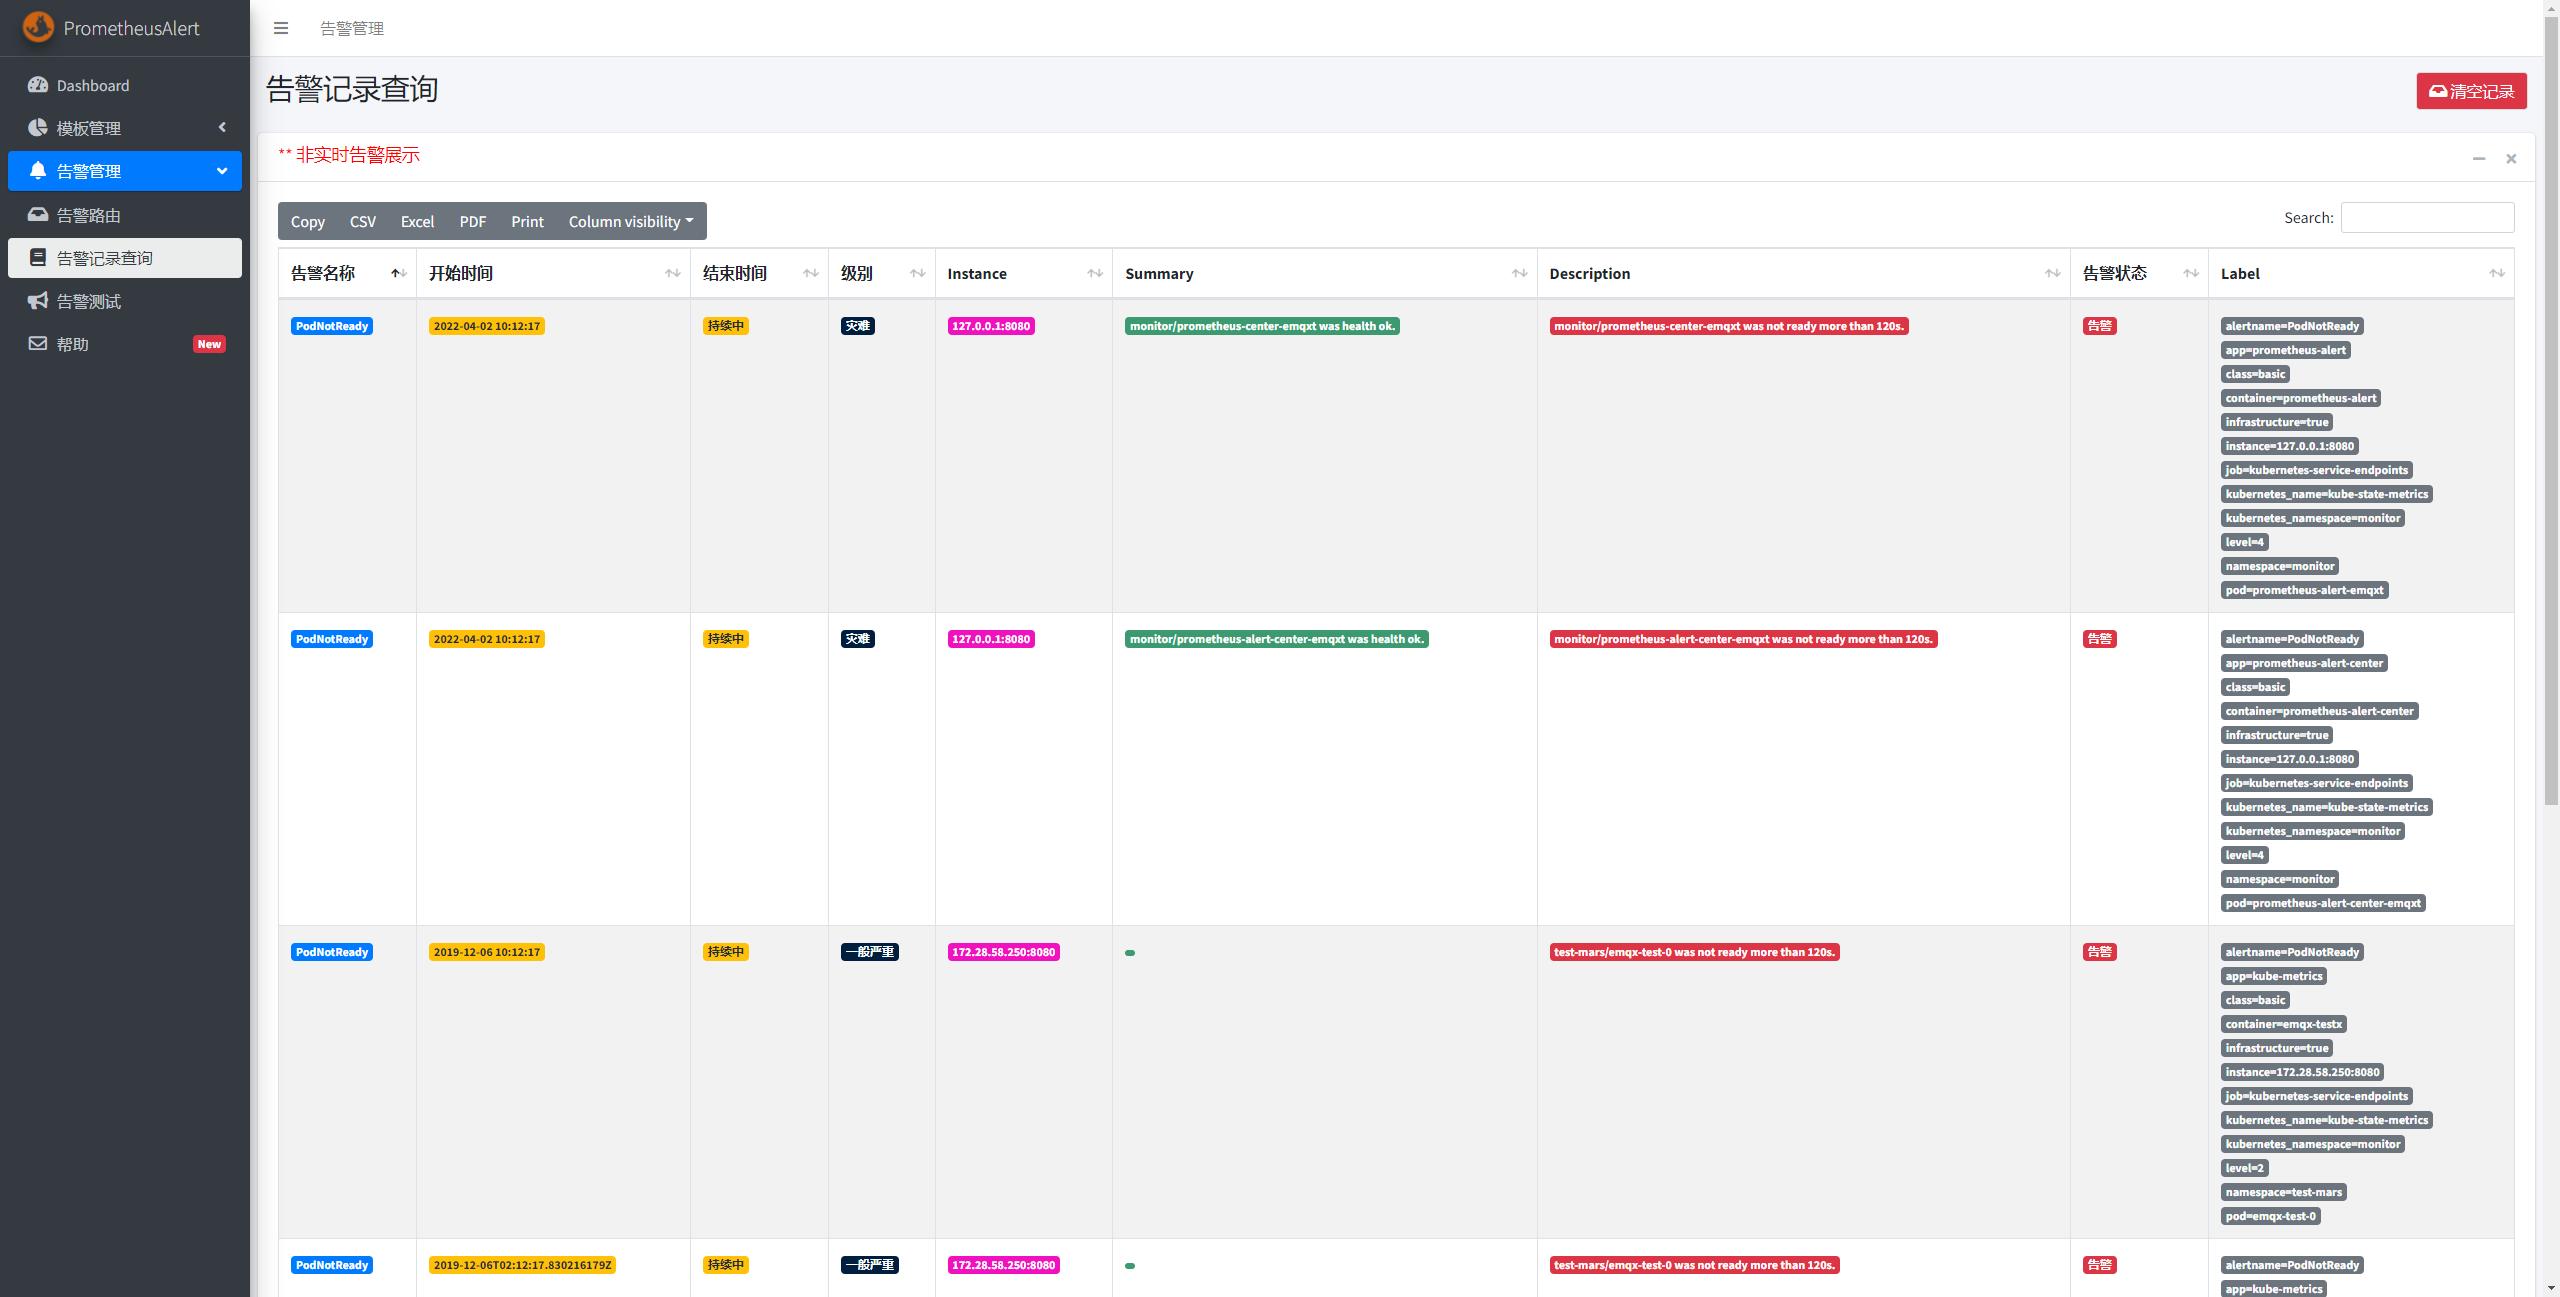 PrometheusAlert
告警管理
Dashboard
模板管理
告警管理
告警路由
告警记录查询
告警测试
帮助 New
告警记录查询
清空记录
** 非实时告警展示
Copy CSV Excel PDF Print Column visibility
Search:
告警名称 开始时间 结束时间 级别 Instance Summary Description 告警状态 Label
PodNotReady 2022-04-02 10:12:17 持续中 灾难 127.0.0.1:8080 monitor/prometheus-center-emqxt was health ok. monitor/prometheus-center-emqxt was not ready more than 120s. 告警 alertname=PodNotReady
app=prometheus-alert
class=basic
container=prometheus-alert
infrastructure=true
instance=127.0.0.1:8080
job=kubernetes-service-endpoints
kubernetes_name=kube-state-metrics
kubernetes_namespace=monitor
level=4
namespace=monitor
pod=prometheus-alert-emqxt
PodNotReady 2022-04-02 10:12:17 持续中 灾难 127.0.0.1:8080 monitor/prometheus-alert-center-emqxt was health ok. monitor/prometheus-alert-center-emqxt was not ready more than 120s. 告警 alertname=PodNotReady
app=prometheus-alert-center
class=basic
container=prometheus-alert-center
infrastructure=true
instance=127.0.0.1:8080
job=kubernetes-service-endpoints
kubernetes_name=kube-state-metrics
kubernetes_namespace=monitor
level=4
namespace=monitor
pod=prometheus-alert-center-emqxt
PodNotReady 2019-12-06 10:12:17 持续中 一般严重 172.28.58.250:8080 test-mars/emqx-test-0 was not ready more than 120s. 告警 alertname=PodNotReady
app=kube-metrics
class=basic
container=emqx-testx
infrastructure=true
instance=172.28.58.250:8080
job=kubernetes-service-endpoints
kubernetes_name=kube-state-metrics
kubernetes_namespace=monitor
level=2
namespace=test-mars
pod=emqx-test-0
PodNotReady 2019-12-06T02:12:17.830216179Z 持续中 一般严重 172.28.58.250:8080 test-mars/emqx-test-0 was not ready more than 120s. 告警 alertname=PodNotReady
app=kube-metrics